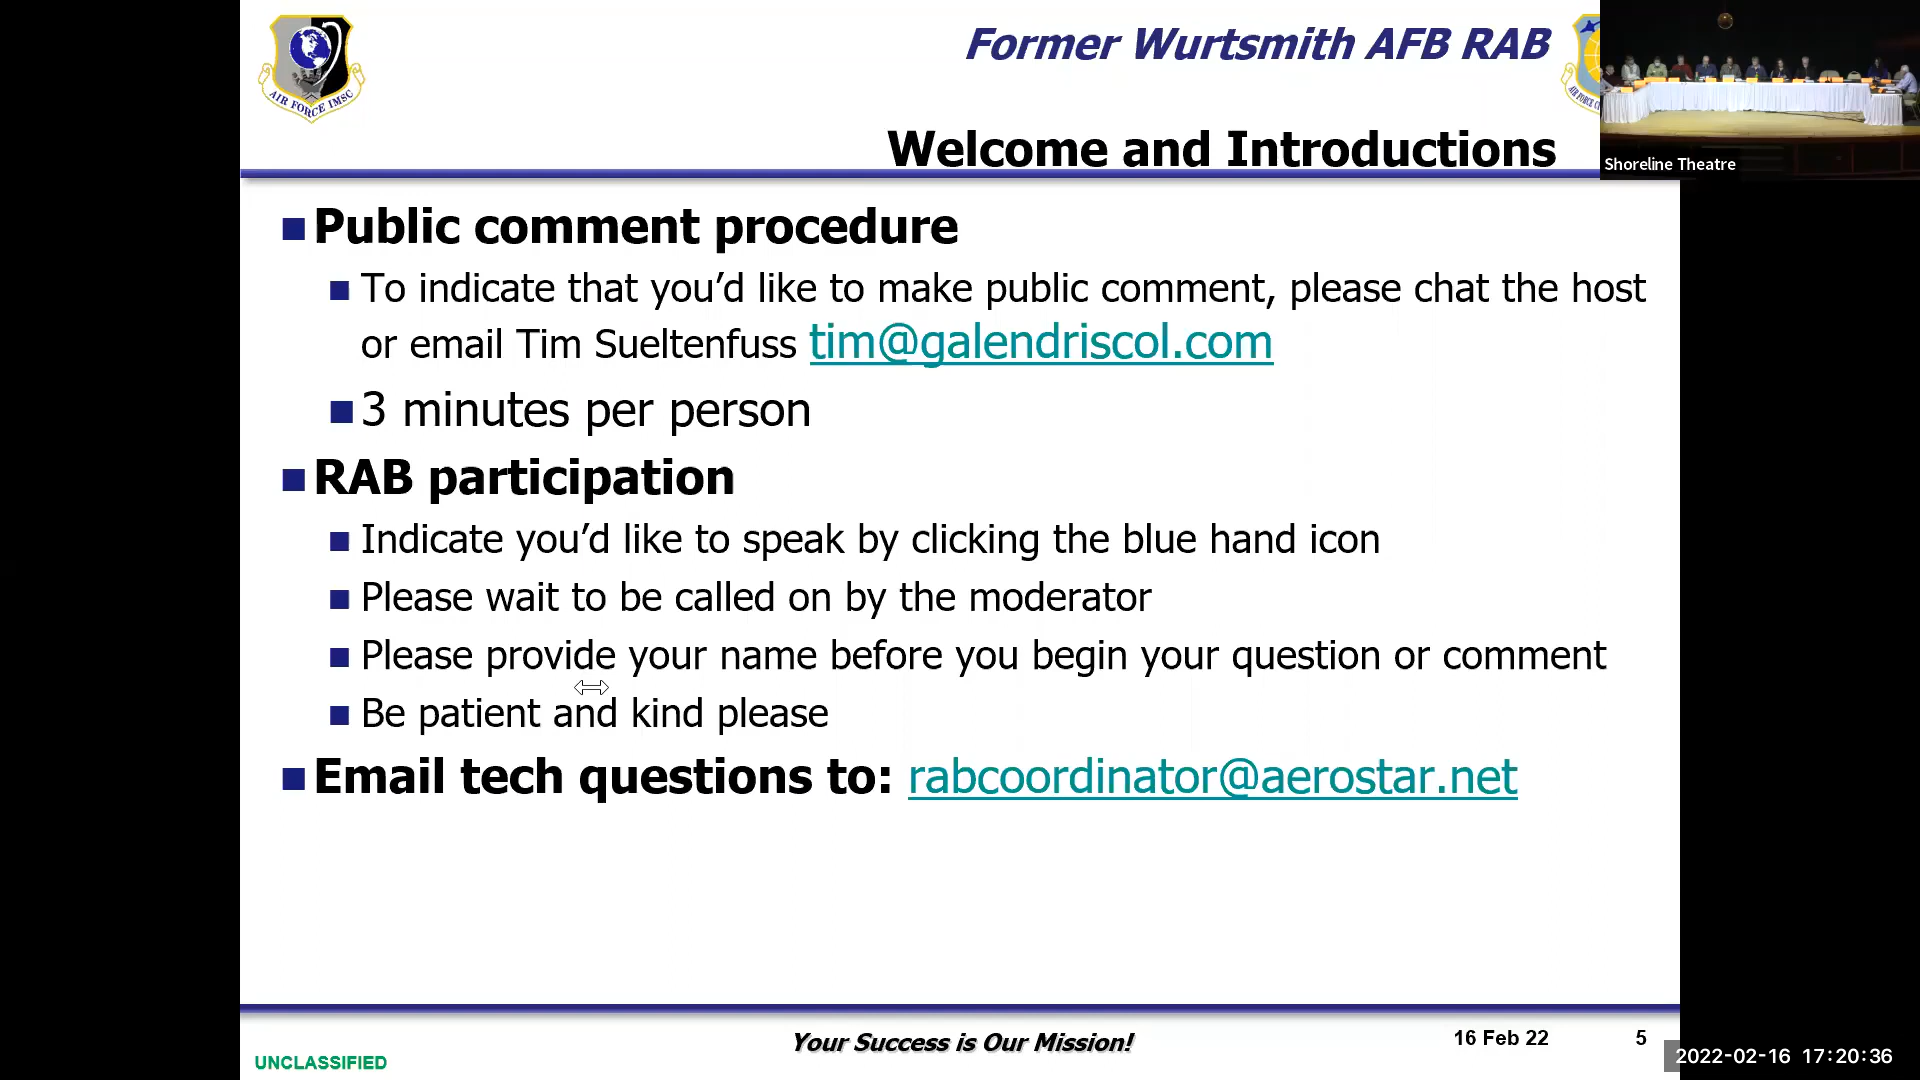 Former Wurtsmith AFB RAB
AIR FORCE IMSC
AIR FORCE
Shoreline Theatre
Welcome and Introductions
Public comment procedure
To indicate that you’d like to make public comment, please chat the host
or email Tim Sueltenfuss tim@galendriscol.com
3 minutes per person
RAB participation
Indicate you’d like to speak by clicking the blue hand icon
Please wait to be called on by the moderator
Please provide your name before you begin your question or comment
Be patient and kind please
Email tech questions to: rabcoordinator@aerostar.net
Your Success is Our Mission!
16 Feb 22
5
UNCLASSIFIED
2022-02-16 17:20:36